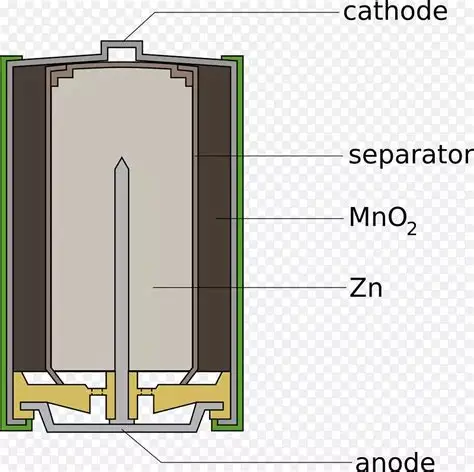 cathode
separator
MnO₂
Zn
anode